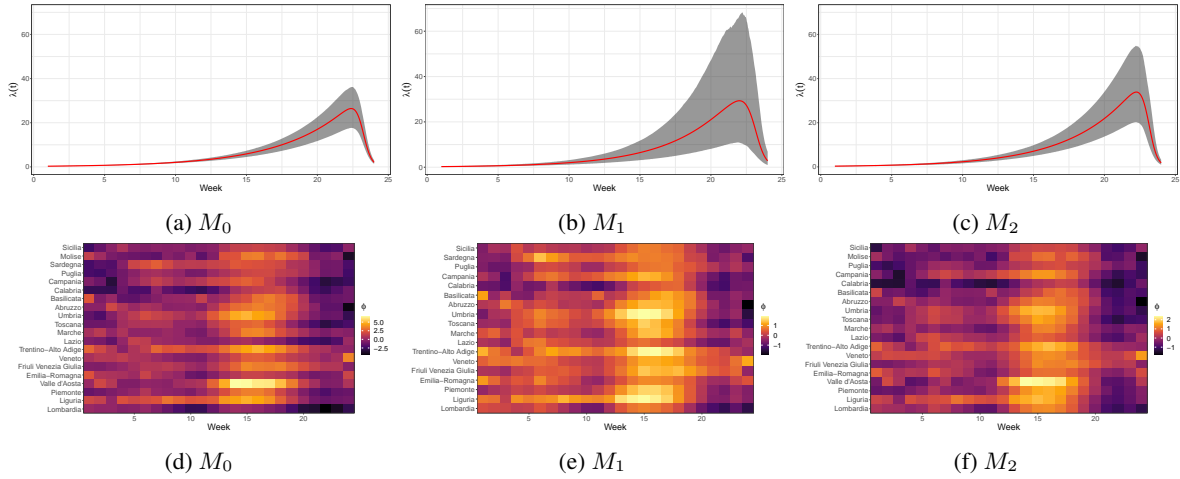 60
40
20
0
λ(t)
0 5 10 15 20 25
Week
(a) M0
60
40
20
0
λ(t)
0 5 10 15 20 25
Week
(b) M1
60
40
20
0
λ(t)
0 5 10 15 20 25
Week
(c) M2
Sicilia
Molise
Sardegna
Puglia
Campania
Calabria
Basilicata
Abruzzo
Umbria
Toscana
Marche
Lazio
Trentino−Alto Adige
Veneto
Friuli Venezia Giulia
Emilia−Romagna
Valle d'Aosta
Piemonte
Liguria
Lombardia
5 10 15 20
Week
ϕ
5.0
2.5
0.0
−2.5
(d) M0
Sicilia
Sardegna
Puglia
Campania
Calabria
Basilicata
Abruzzo
Umbria
Toscana
Marche
Lazio
Trentino−Alto Adige
Veneto
Friuli Venezia Giulia
Emilia−Romagna
Piemonte
Liguria
Lombardia
5 10 15 20
Week
ϕ
1
0
−1
(e) M1
Sicilia
Molise
Puglia
Campania
Calabria
Basilicata
Abruzzo
Umbria
Toscana
Marche
Lazio
Trentino−Alto Adige
Veneto
Friuli Venezia Giulia
Emilia−Romagna
Valle d'Aosta
Piemonte
Liguria
Lombardia
5 10 15 20
Week
ϕ
2
1
0
−1
(f) M2